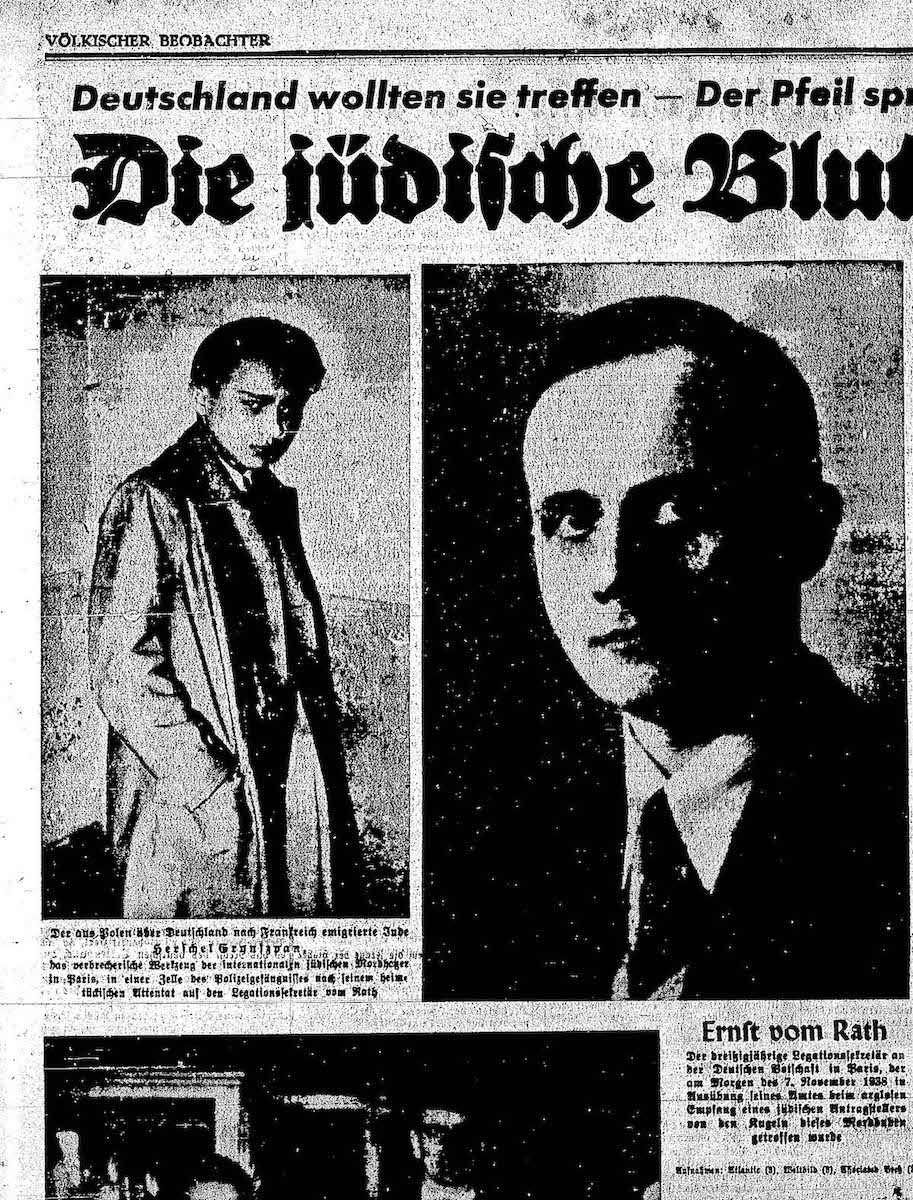 VÖLKISCHER BEOBACHTER
Deutschland wollten sie treffen — Der Pfeil spr
Die jüdische Blut
Der aus Polen über Deutschland nach Frankreich emigrierte Jude
Herschel Grynszpan,
das verbrecherische Werkzeug der internationalen jüdischen Mordhetzer
in Paris, in einer Zelle des Polizeigefängnisses nach seinem heim-
tückischen Attentat auf den Legationssekretär vom Rath
Ernst vom Rath
Der dreißigjährige Legationssekretär an
der Deutschen Botschaft in Paris, der
am Morgen des 7. November 1938 in
Ausübung seines Amtes beim arglosen
Empfang eines jüdischen Antragstellers
von den Kugeln dieses Mordbuben
getroffen wurde
Aufnahmen: Atlantic (3), Weltbild (3), Associated Preß (